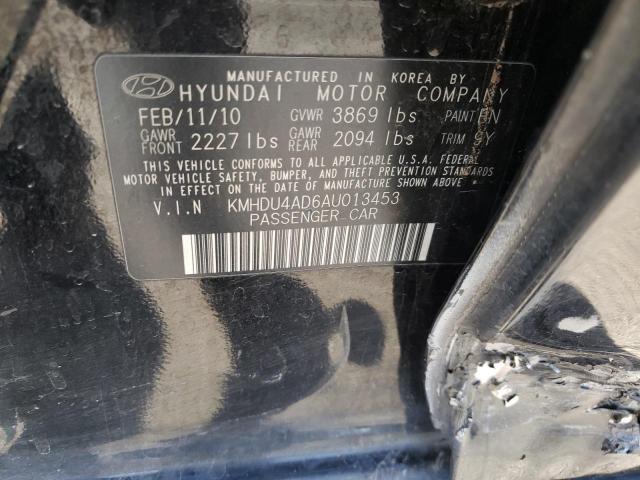 MANUFACTURED IN KOREA BY
HYUNDAI MOTOR COMPANY
FEB/11/10 GVWR 3869 lbs PAINT
GAWR FRONT 2227 lbs GAWR REAR 2094 lbs TRIM
THIS VEHICLE CONFORMS TO ALL APPLICABLE U.S.A. FEDERAL
MOTOR VEHICLE SAFETY, BUMPER, AND THEFT PREVENTION STANDARDS
IN EFFECT ON THE DATE OF MANUFACTURE SHOWN ABOVE.
V.I.N KMHDU4AD6AU013453
PASSENGER CAR